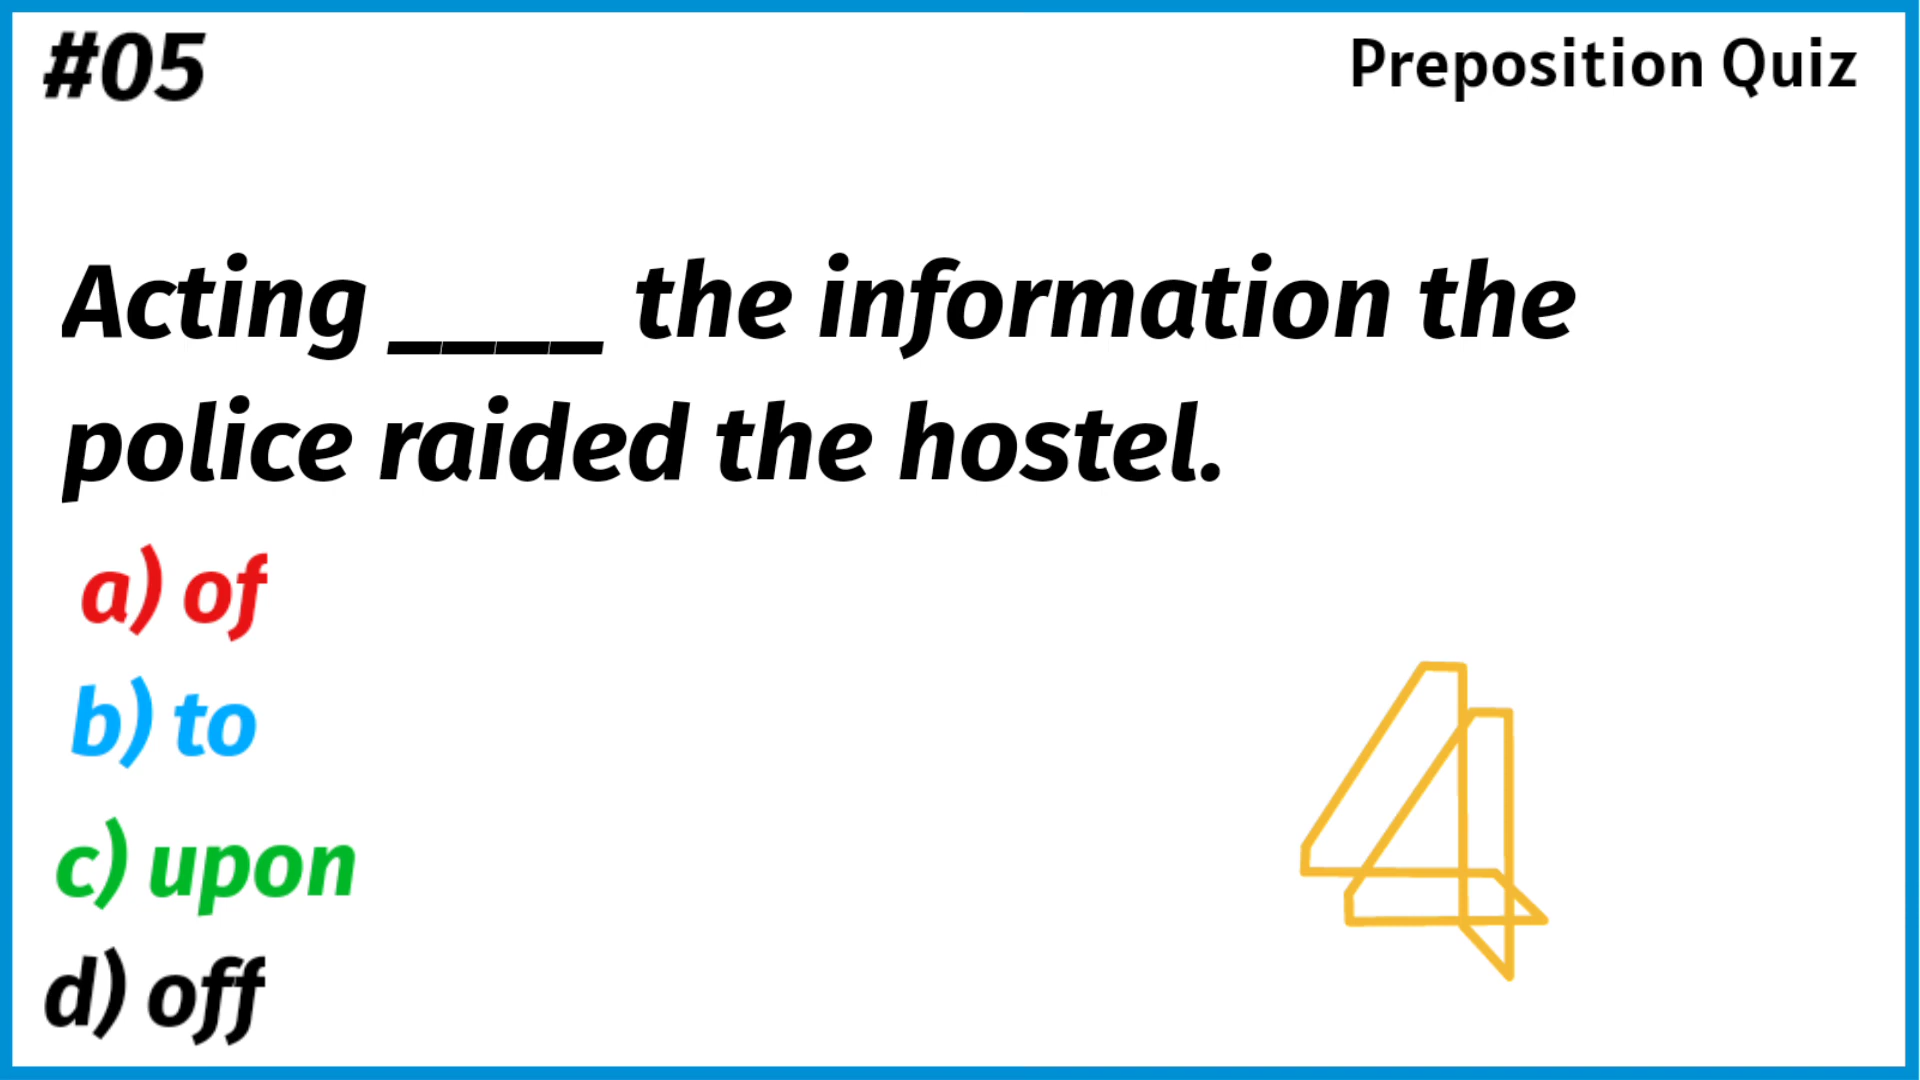 #05
Preposition Quiz
Acting ____ the information the
police raided the hostel.
a) of
b) to
c) upon
d) off
4